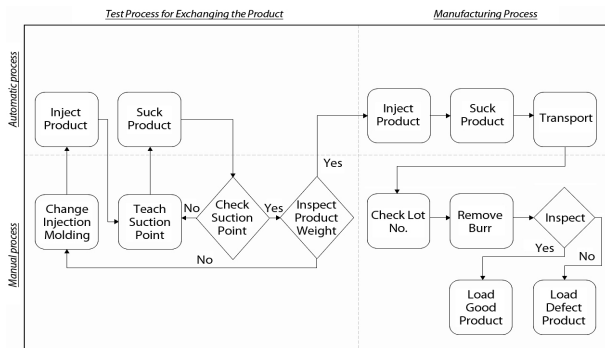 Test Process for Exchanging the Product
Manufacturing Process
Automatic process
Inject
Product
Suck
Product
Inject
Product
Suck
Product
Transport
Yes
Manual process
Change
Injection
Molding
Teach
Suction
Point
No
Check
Suction
Point
Yes
Inspect
Product
Weight
No
Check Lot
No.
Remove
Burr
Inspect
Yes
No
Load
Good
Product
Load
Defect
Product